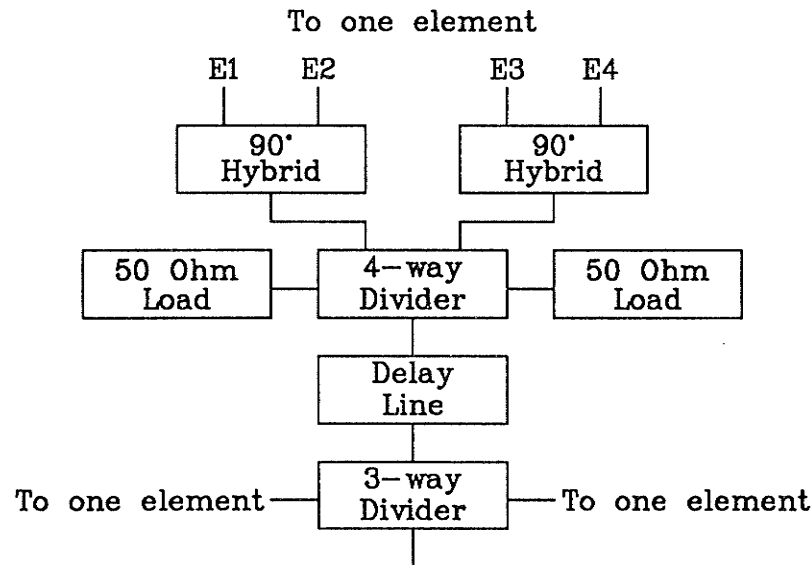 To one element
E1 E2 E3 E4
90° Hybrid
90° Hybrid
50 Ohm Load
4-way Divider
50 Ohm Load
Delay Line
To one element
3-way Divider
To one element